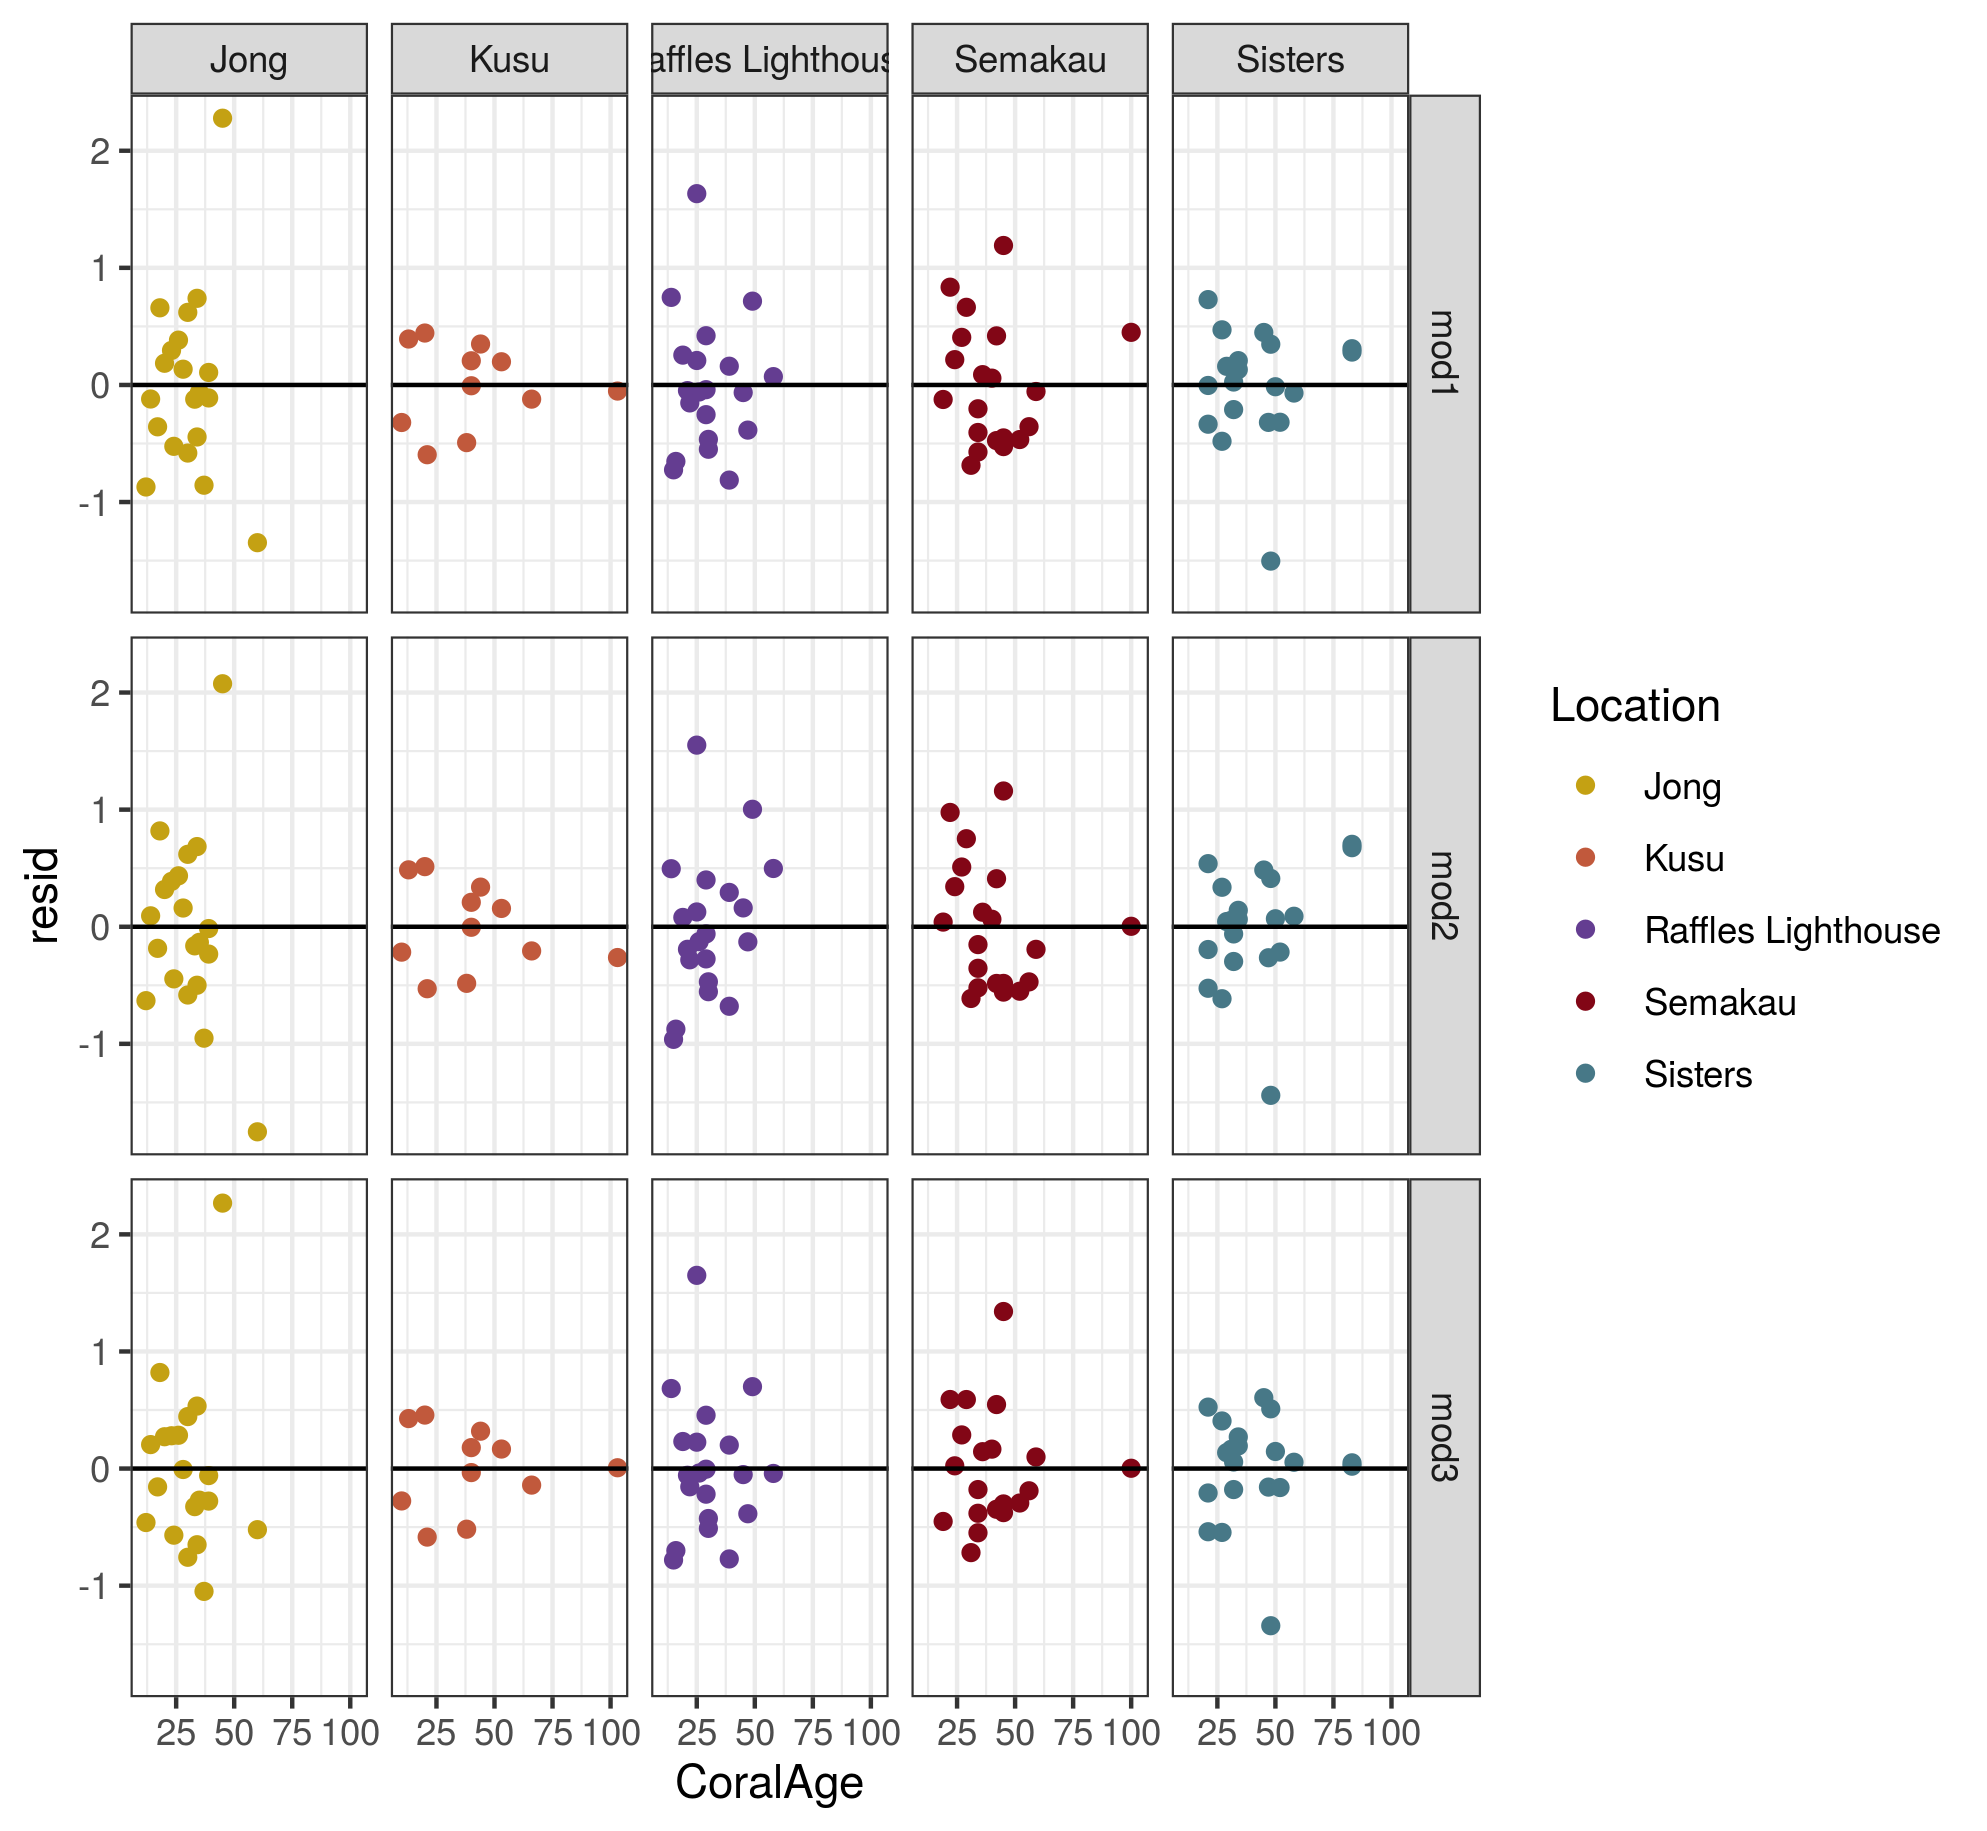 Jong Kusu affles Lighthous Semakau Sisters
2
1
0
-1
mod1
2
1
0
-1
mod2
2
1
0
-1
mod3
resid
25 50 75 100 25 50 75 100 25 50 75 100 25 50 75 100 25 50 75 100
CoralAge
Location
Jong
Kusu
Raffles Lighthouse
Semakau
Sisters